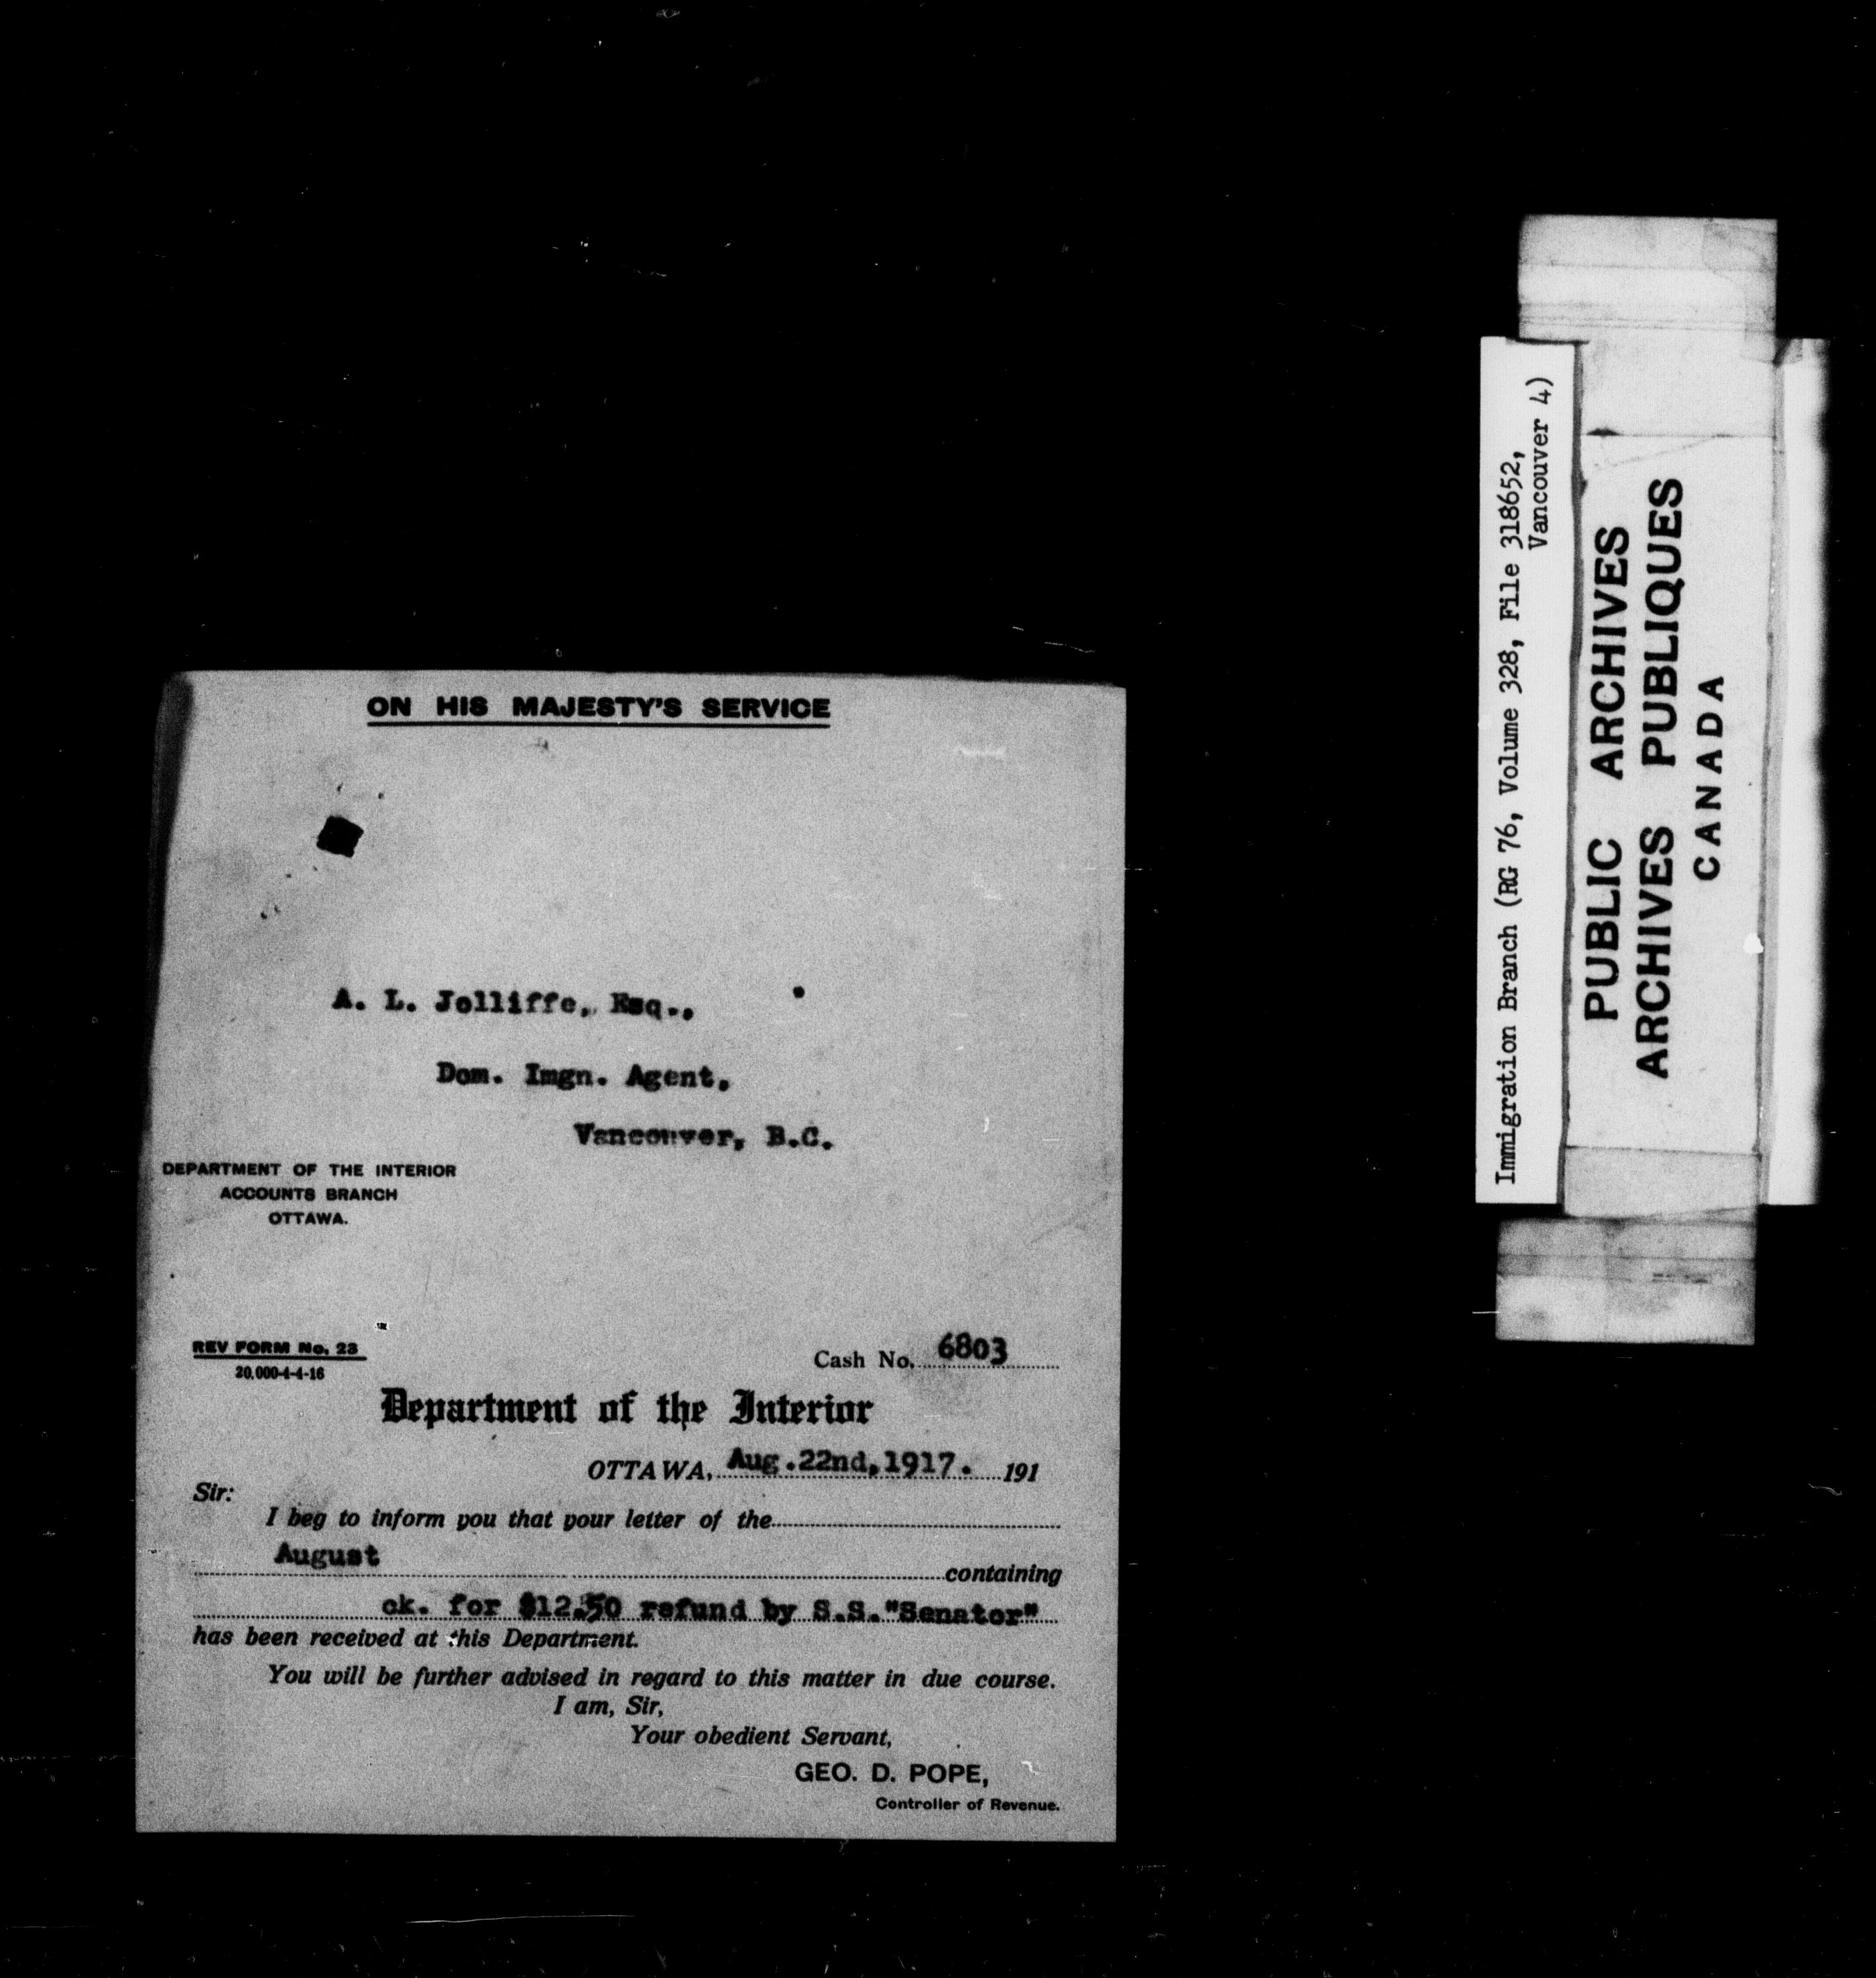 ON HIS MAJESTY'S SERVICE
A. L. Jolliffe, Esq.,
Dom. Imgn. Agent,
Vancouver, B.C.
DEPARTMENT OF THE INTERIOR
ACCOUNTS BRANCH
OTTAWA.
REV FORM No. 23
20,000-4-4-16
Cash No. 6803
Department of the Interior
OTTAWA, Aug.22nd,1917. 191
Sir:
I beg to inform you that your letter of the
August
containing
ck. for $12.50 refund by S.S."Senator"
has been received at this Department.
You will be further advised in regard to this matter in due course.
I am, Sir,
Your obedient Servant,
GEO. D. POPE,
Controller of Revenue.
Immigration Branch (RG 76, Volume 328, File 318652,
Vancouver 4)
PUBLIC ARCHIVES
ARCHIVES PUBLIQUES
CANADA